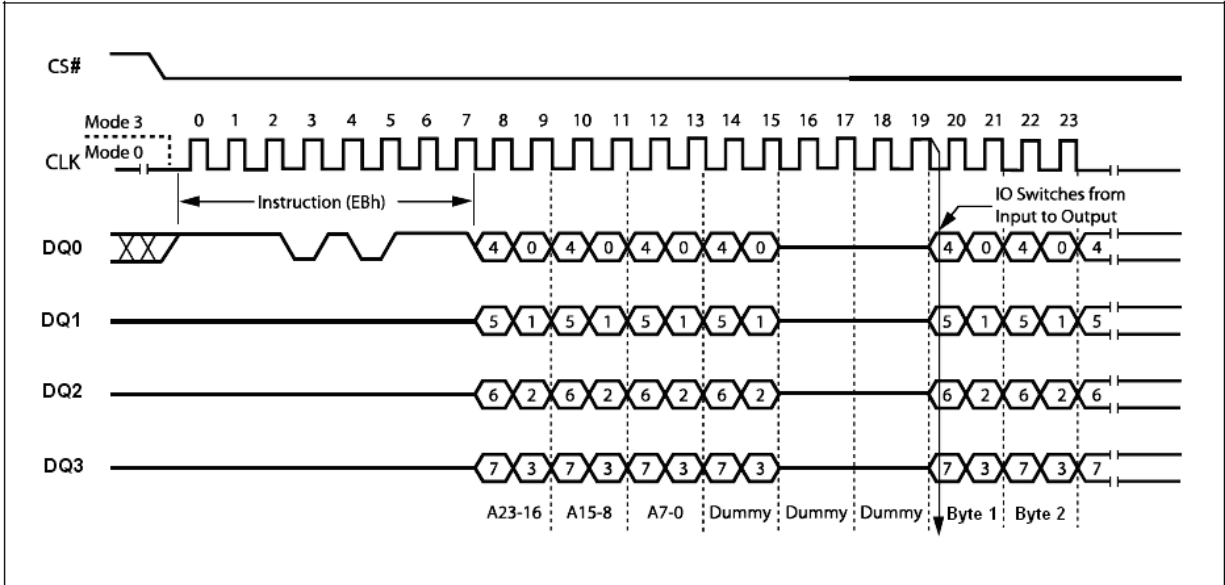 CS#
Mode 3 0 1 2 3 4 5 6 7 8 9 10 11 12 13 14 15 16 17 18 19 20 21 22 23
CLK Mode 0
Instruction (EBh)
IO Switches from
Input to Output
DQ0 4 0 4 0 4 0 4 0 4 0 4 0 4
DQ1 5 1 5 1 5 1 5 1 5 1 5 1 5
DQ2 6 2 6 2 6 2 6 2 6 2 6 2 6
DQ3 7 3 7 3 7 3 7 3 7 3 7 3 7
A23-16 A15-8 A7-0 Dummy Dummy Dummy Byte 1 Byte 2